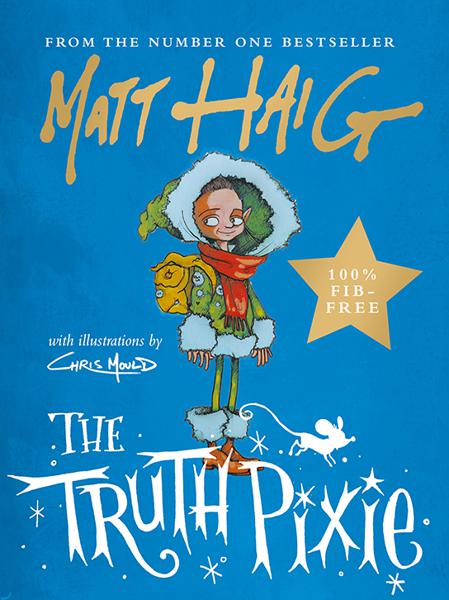 FROM THE NUMBER ONE BESTSELLER
MATT HAIG
100%
FIB-
FREE
with illustrations by
CHRIS MOULD
THE
TRUTH PIXIE